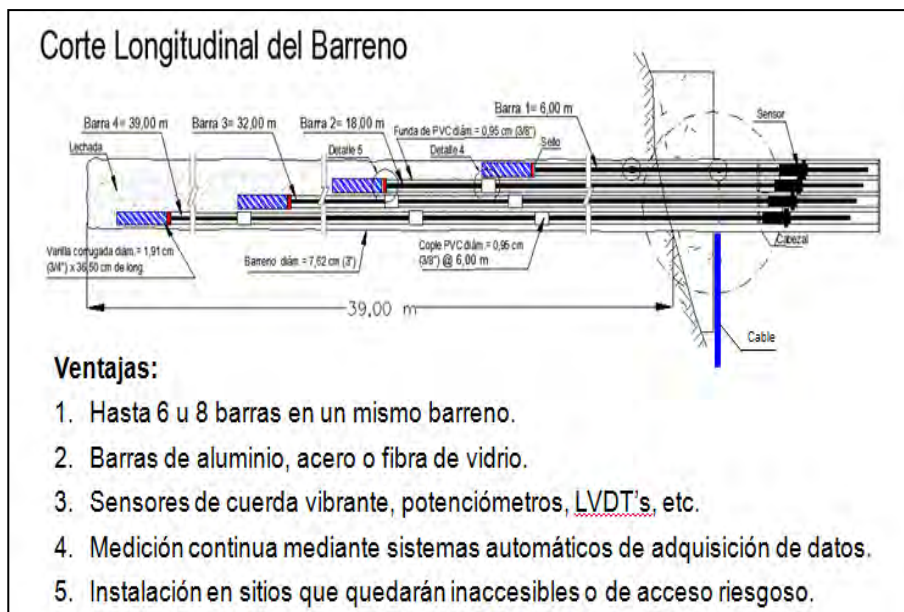 Corte Longitudinal del Barreno
Barra 4= 39,00 m
Barra 3= 32,00 m
Barra 2= 18,00 m
Barra 1= 6,00 m
Sensor
Lechada
Detalle 5
Funda de PVC diám.= 0,95 cm (3/8")
Detalle 4
Sello
Varilla corrugada diám.= 1,91 cm
(3/4") x 36,50 cm de long.
Barreno diám.= 7,62 cm (3")
Cople PVC diám.= 0,95 cm
(3/8") @ 6,00 m
Cabezal
39,00 m
Cable
Ventajas:
1. Hasta 6 u 8 barras en un mismo barreno.
2. Barras de aluminio, acero o fibra de vidrio.
3. Sensores de cuerda vibrante, potenciómetros, LVDT's, etc.
4. Medición continua mediante sistemas automáticos de adquisición de datos.
5. Instalación en sitios que quedarán inaccesibles o de acceso riesgoso.